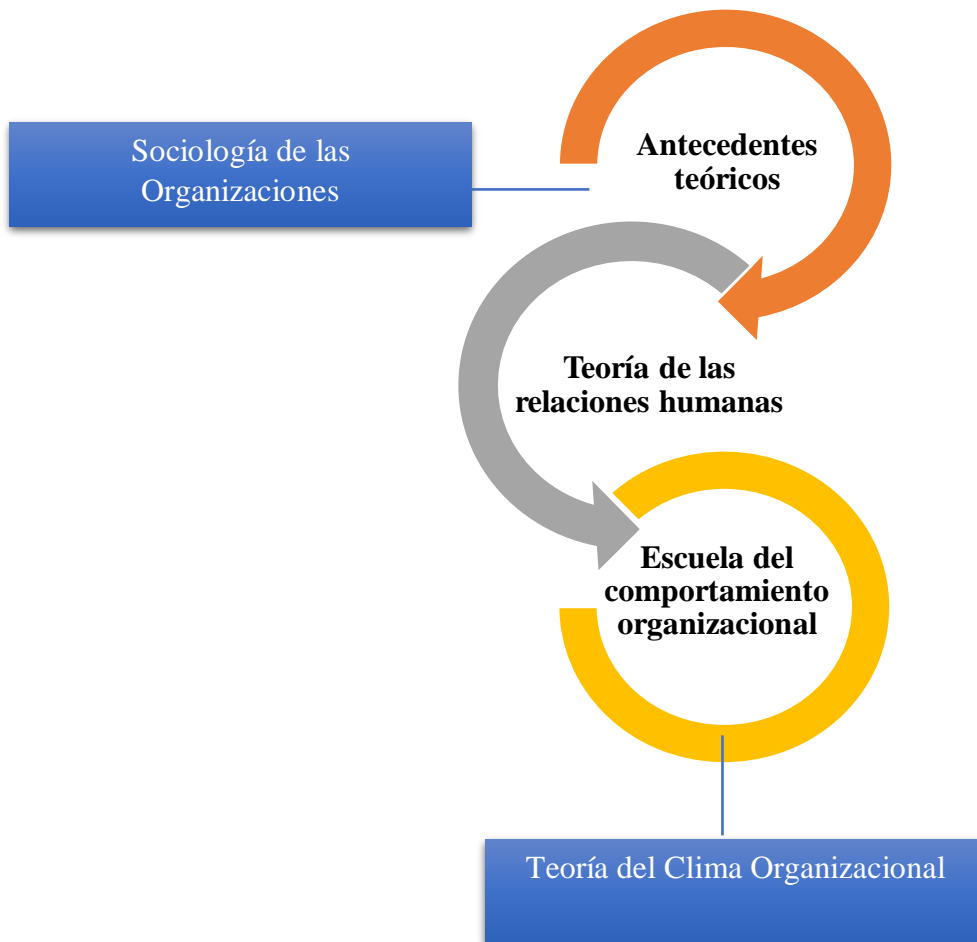 Sociología de las
Organizaciones
Antecedentes
teóricos
Teoría de las
relaciones humanas
Escuela del
comportamiento
organizacional
Teoría del Clima Organizacional